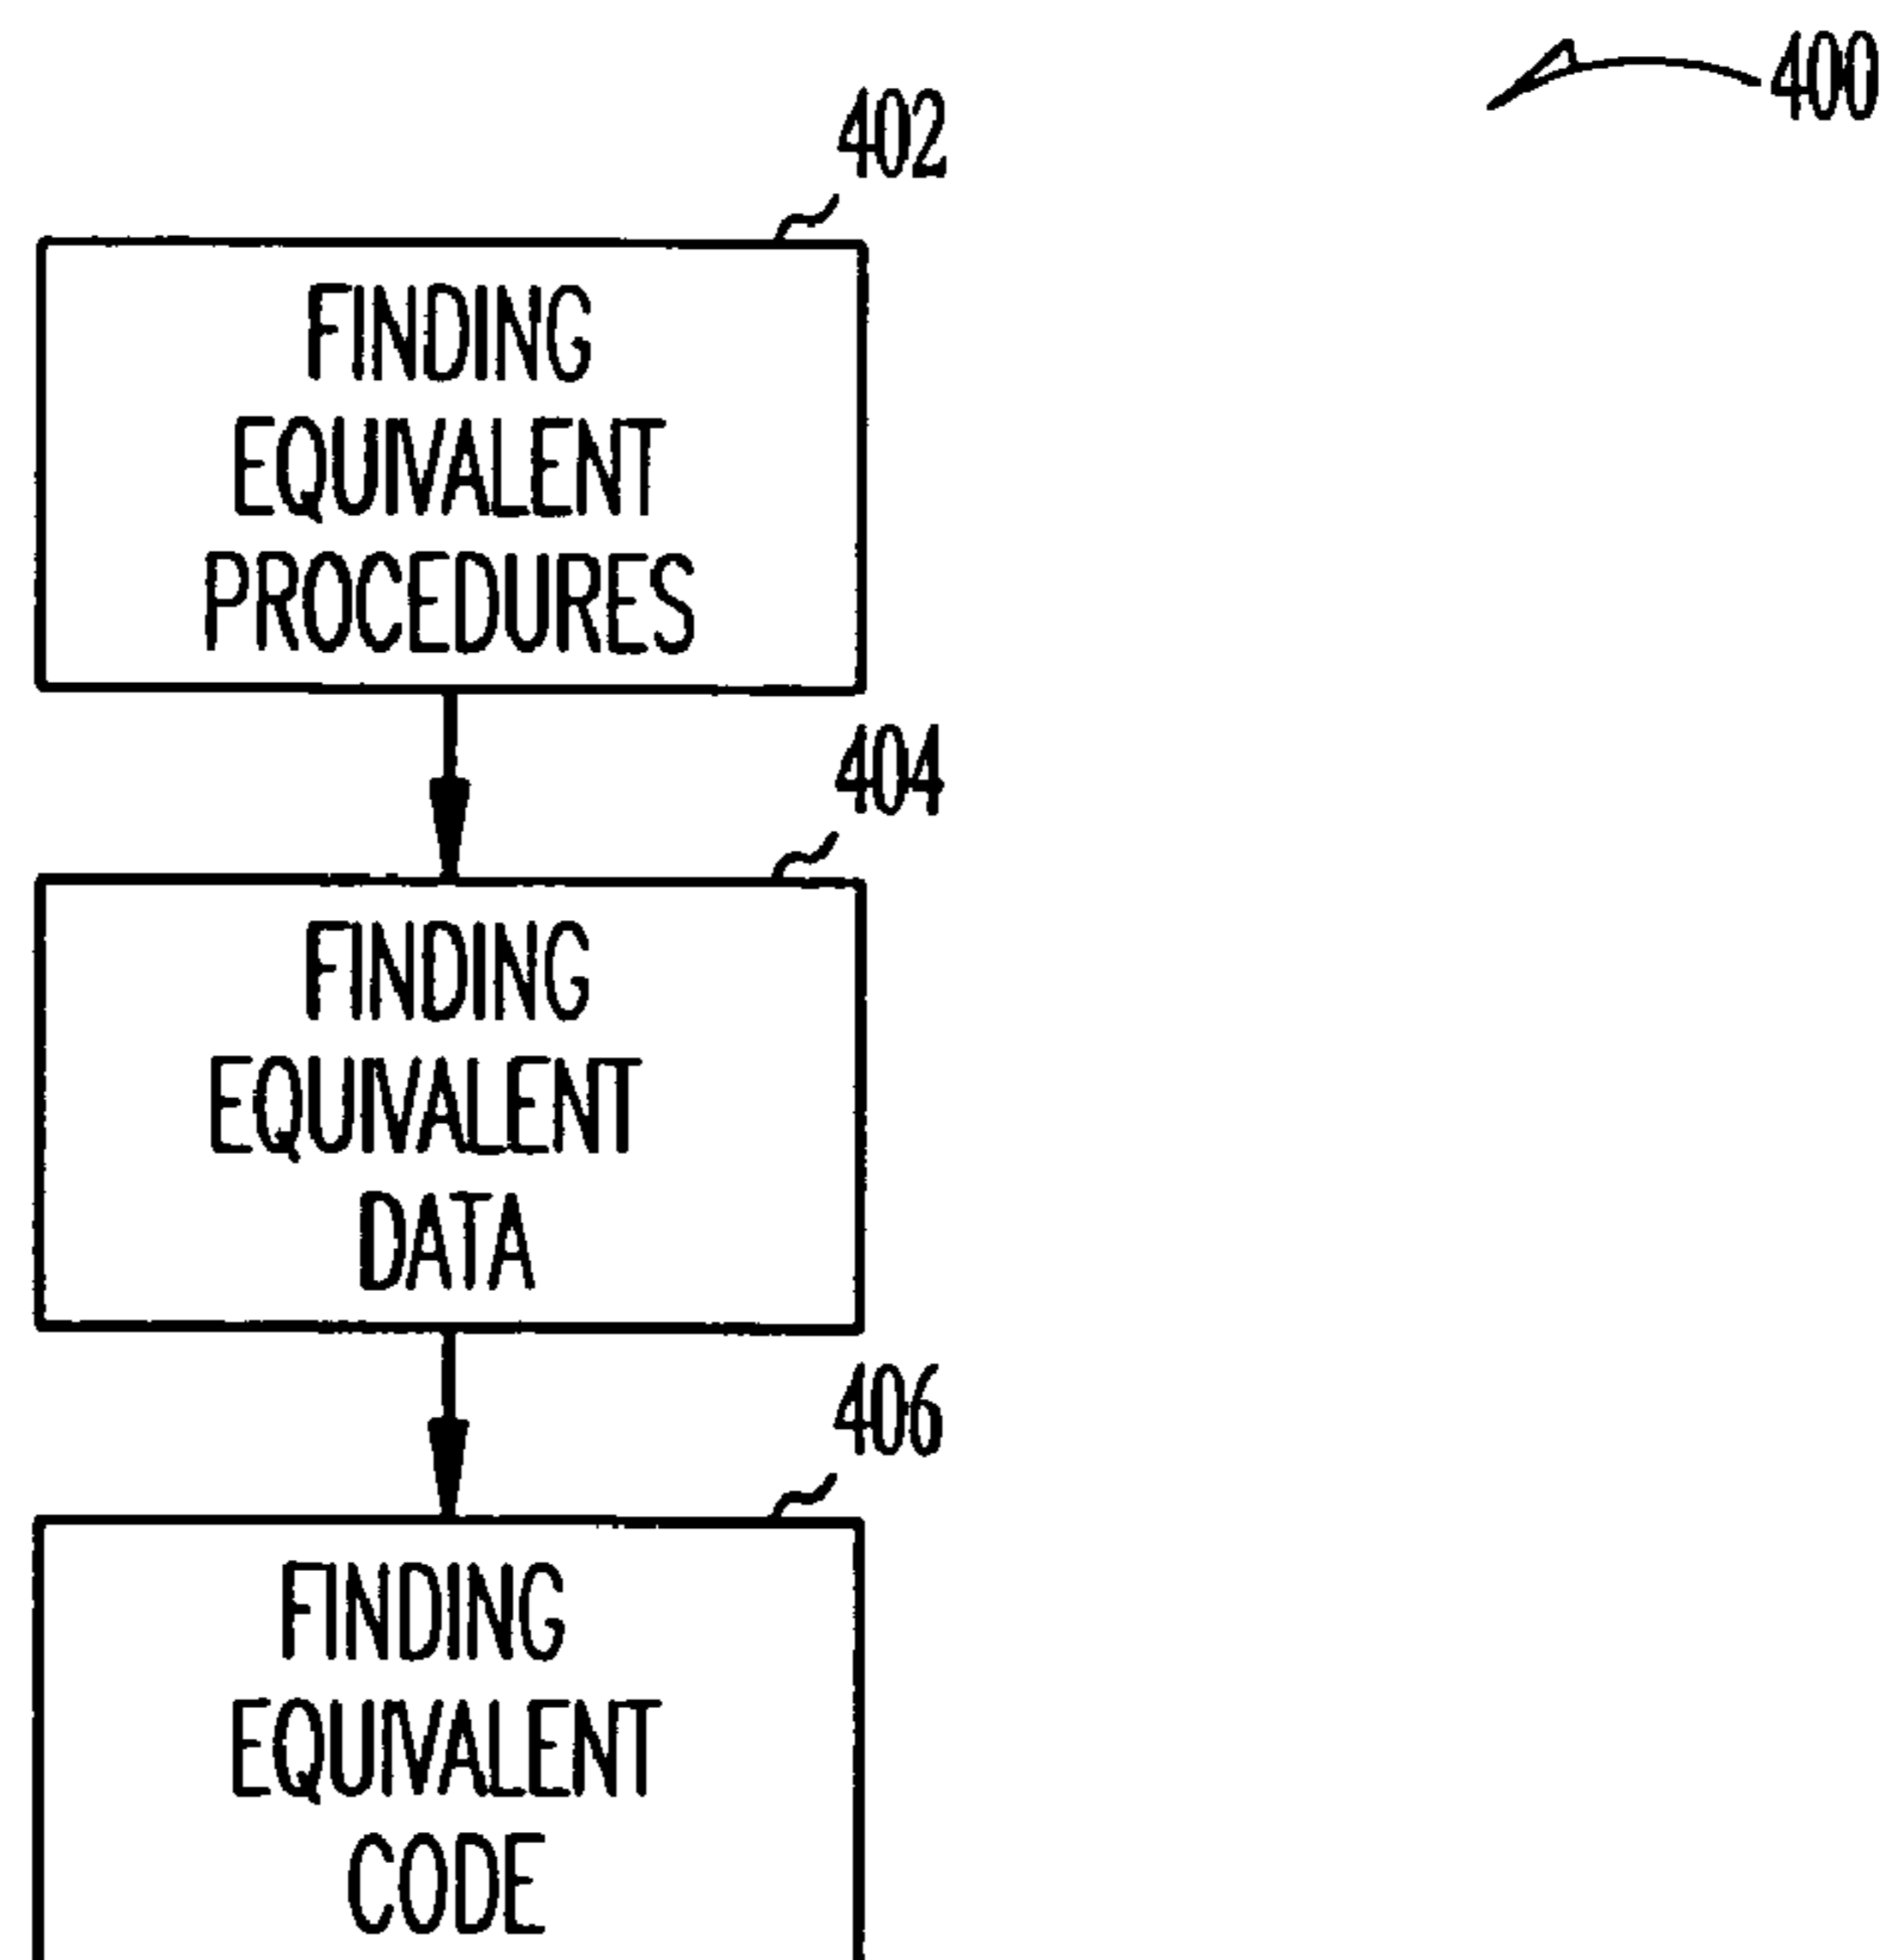 400
402
FINDING
EQUIVALENT
PROCEDURES
404
FINDING
EQUIVALENT
DATA
406
FINDING
EQUIVALENT
CODE